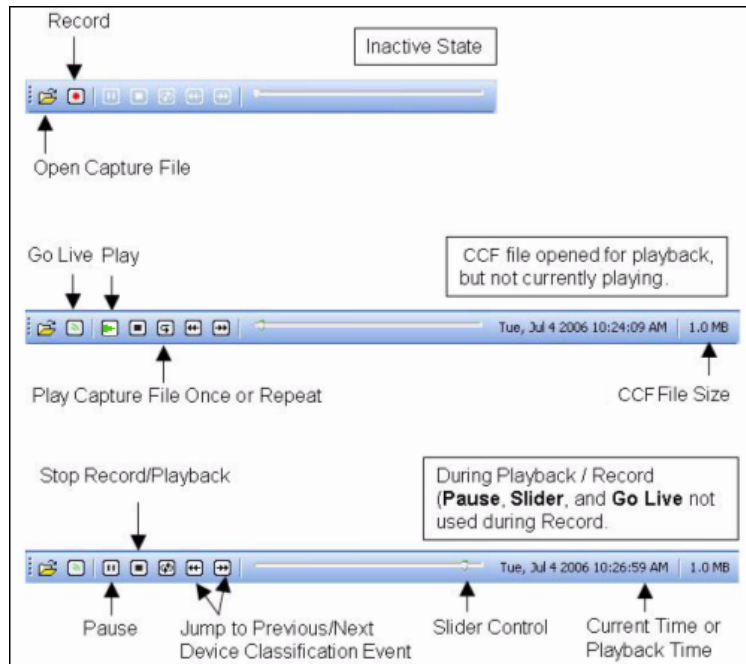 Record
Inactive State
Open Capture File
Go Live Play
CCF file opened for playback,
but not currently playing.
Tue, Jul 4 2006 10:24:09 AM 1.0 MB
Play Capture File Once or Repeat
CCF File Size
Stop Record/Playback
During Playback / Record
(Pause, Slider, and Go Live not
used during Record.
Tue, Jul 4 2006 10:26:59 AM 1.0 MB
Pause
Jump to Previous/Next
Device Classification Event
Slider Control
Current Time or
Playback Time